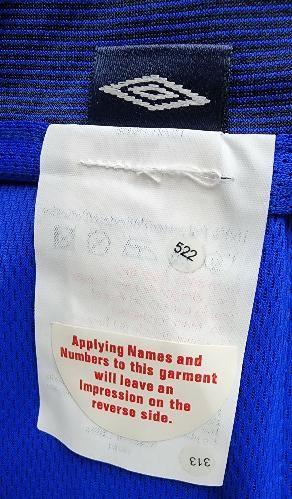 522
Applying Names and
Numbers to this garment
will leave an
Impression on the
reverse side.
313